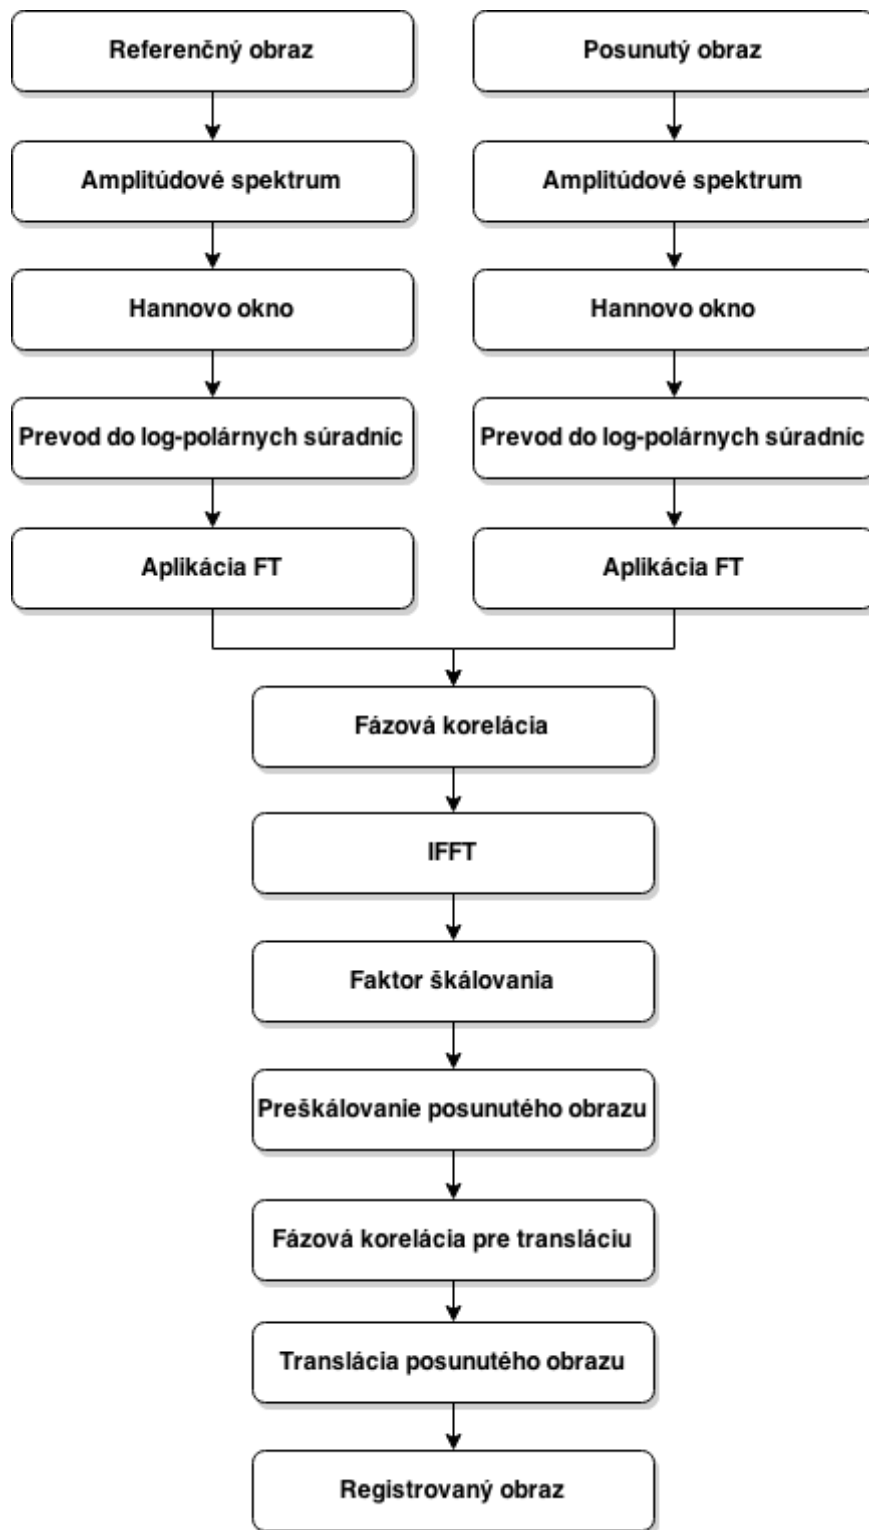 Referenčný obraz
Posunutý obraz
Amplitúdové spektrum
Amplitúdové spektrum
Hannovo okno
Hannovo okno
Prevod do log-polárnych súradníc
Prevod do log-polárnych súradníc
Aplikácia FT
Aplikácia FT
Fázová korelácia
IFFT
Faktor škálovania
Preškálovanie posunutého obrazu
Fázová korelácia pre transláciu
Translácia posunutého obrazu
Registrovaný obraz